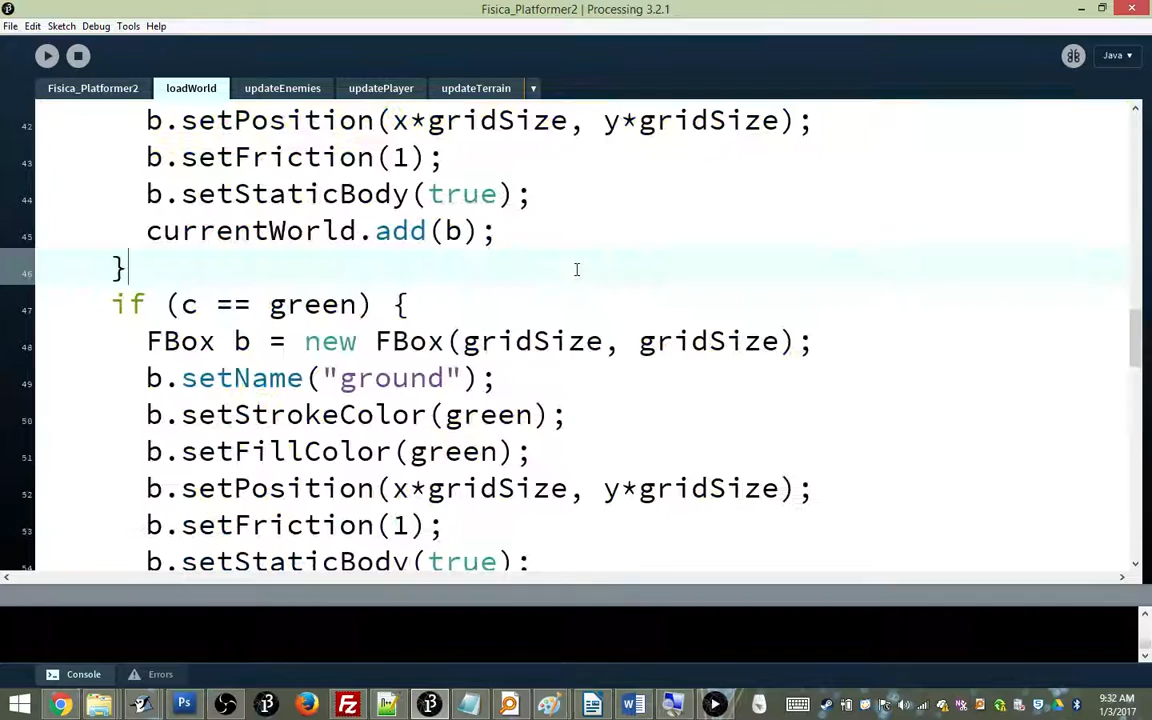 Fisica_Platformer2 | Processing 3.2.1
File Edit Sketch Debug Tools Help
Java ▾
Fisica_Platformer2 loadWorld updateEnemies updatePlayer updateTerrain ▾
42 b.setPosition(x*gridSize, y*gridSize);
43 b.setFriction(1);
44 b.setStaticBody(true);
45 currentWorld.add(b);
46 }
47 if (c == green) {
48 FBox b = new FBox(gridSize, gridSize);
49 b.setName("ground");
50 b.setStrokeColor(green);
51 b.setFillColor(green);
52 b.setPosition(x*gridSize, y*gridSize);
53 b.setFriction(1);
54 b.setStaticBody(true);
Console Errors
9:32 AM
1/3/2017